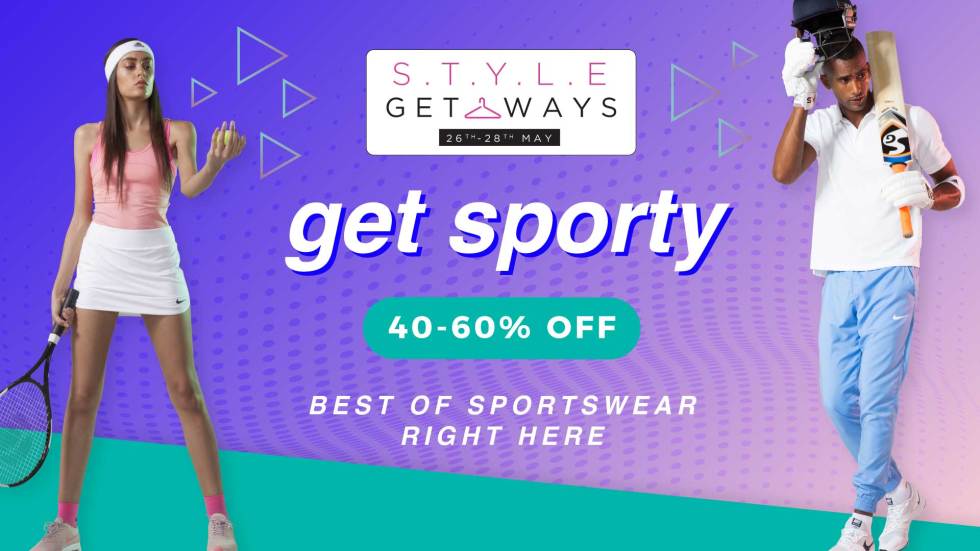 S.T.Y.L.E
GETAWAYS
26TH-28TH MAY
get sporty
40-60% OFF
BEST OF SPORTSWEAR
RIGHT HERE